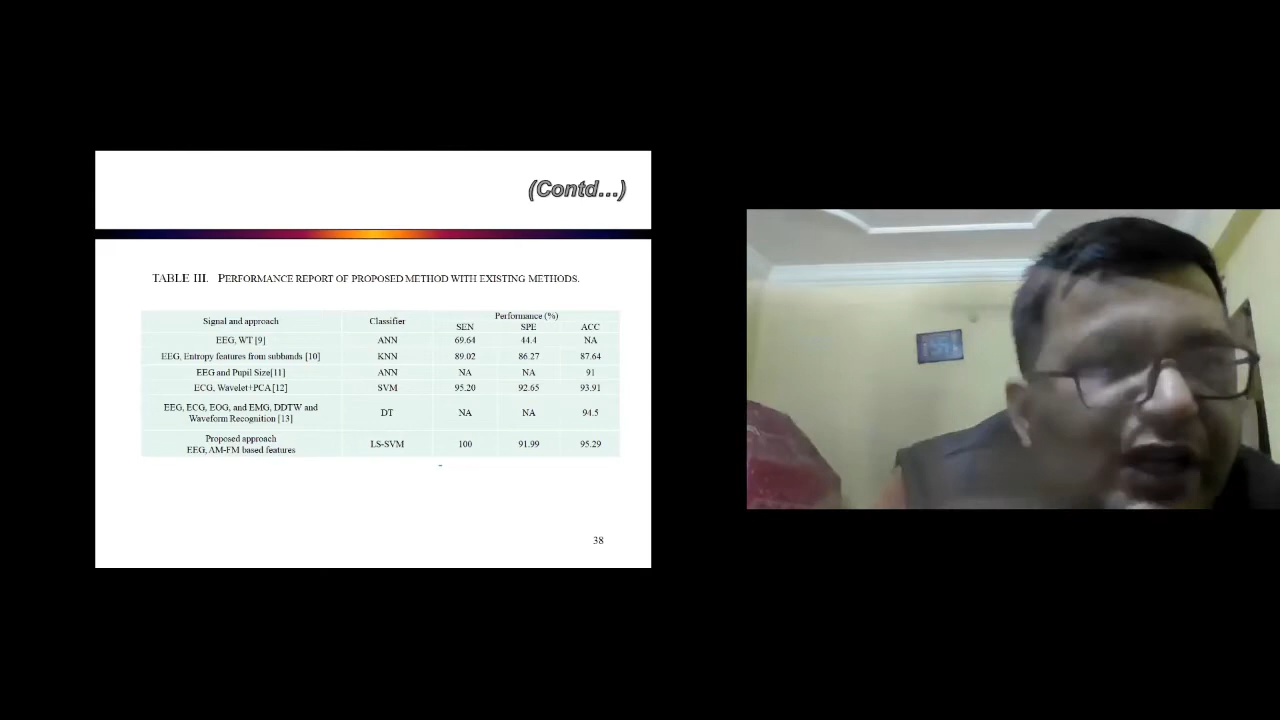 (Contd...)
TABLE III. PERFORMANCE REPORT OF PROPOSED METHOD WITH EXISTING METHODS.
Signal and approach Classifier Performance (%)
SEN SPE ACC
EEG, WT [9] ANN 69.64 44.4 NA
EEG, Entropy features from subbands [10] KNN 89.02 86.27 87.64
EEG and Pupil Size[11] ANN NA NA 91
ECG, Wavelet+PCA [12] SVM 95.20 92.65 93.91
EEG, ECG, EOG, and EMG, DDTW and
Waveform Recognition [13] DT NA NA 94.5
Proposed approach
EEG, AM-FM based features LS-SVM 100 91.99 95.29
38